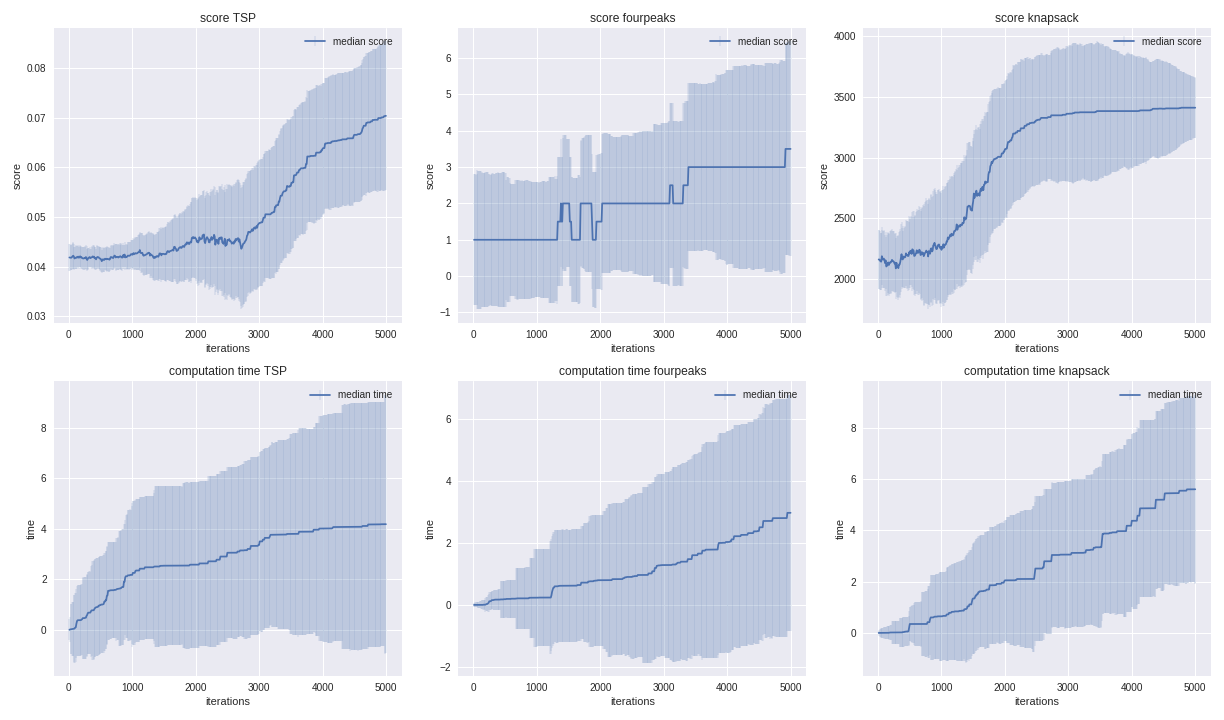 score TSP
median score
score
0.08
0.07
0.06
0.05
0.04
0.03
0 1000 2000 3000 4000 5000
iterations
score fourpeaks
median score
score
6
5
4
3
2
1
0
−1
0 1000 2000 3000 4000 5000
iterations
score knapsack
median score
score
4000
3500
3000
2500
2000
0 1000 2000 3000 4000 5000
iterations
computation time TSP
median time
time
8
6
4
2
0
0 1000 2000 3000 4000 5000
iterations
computation time fourpeaks
median time
time
6
4
2
0
−2
0 1000 2000 3000 4000 5000
iterations
computation time knapsack
median time
time
8
6
4
2
0
0 1000 2000 3000 4000 5000
iterations